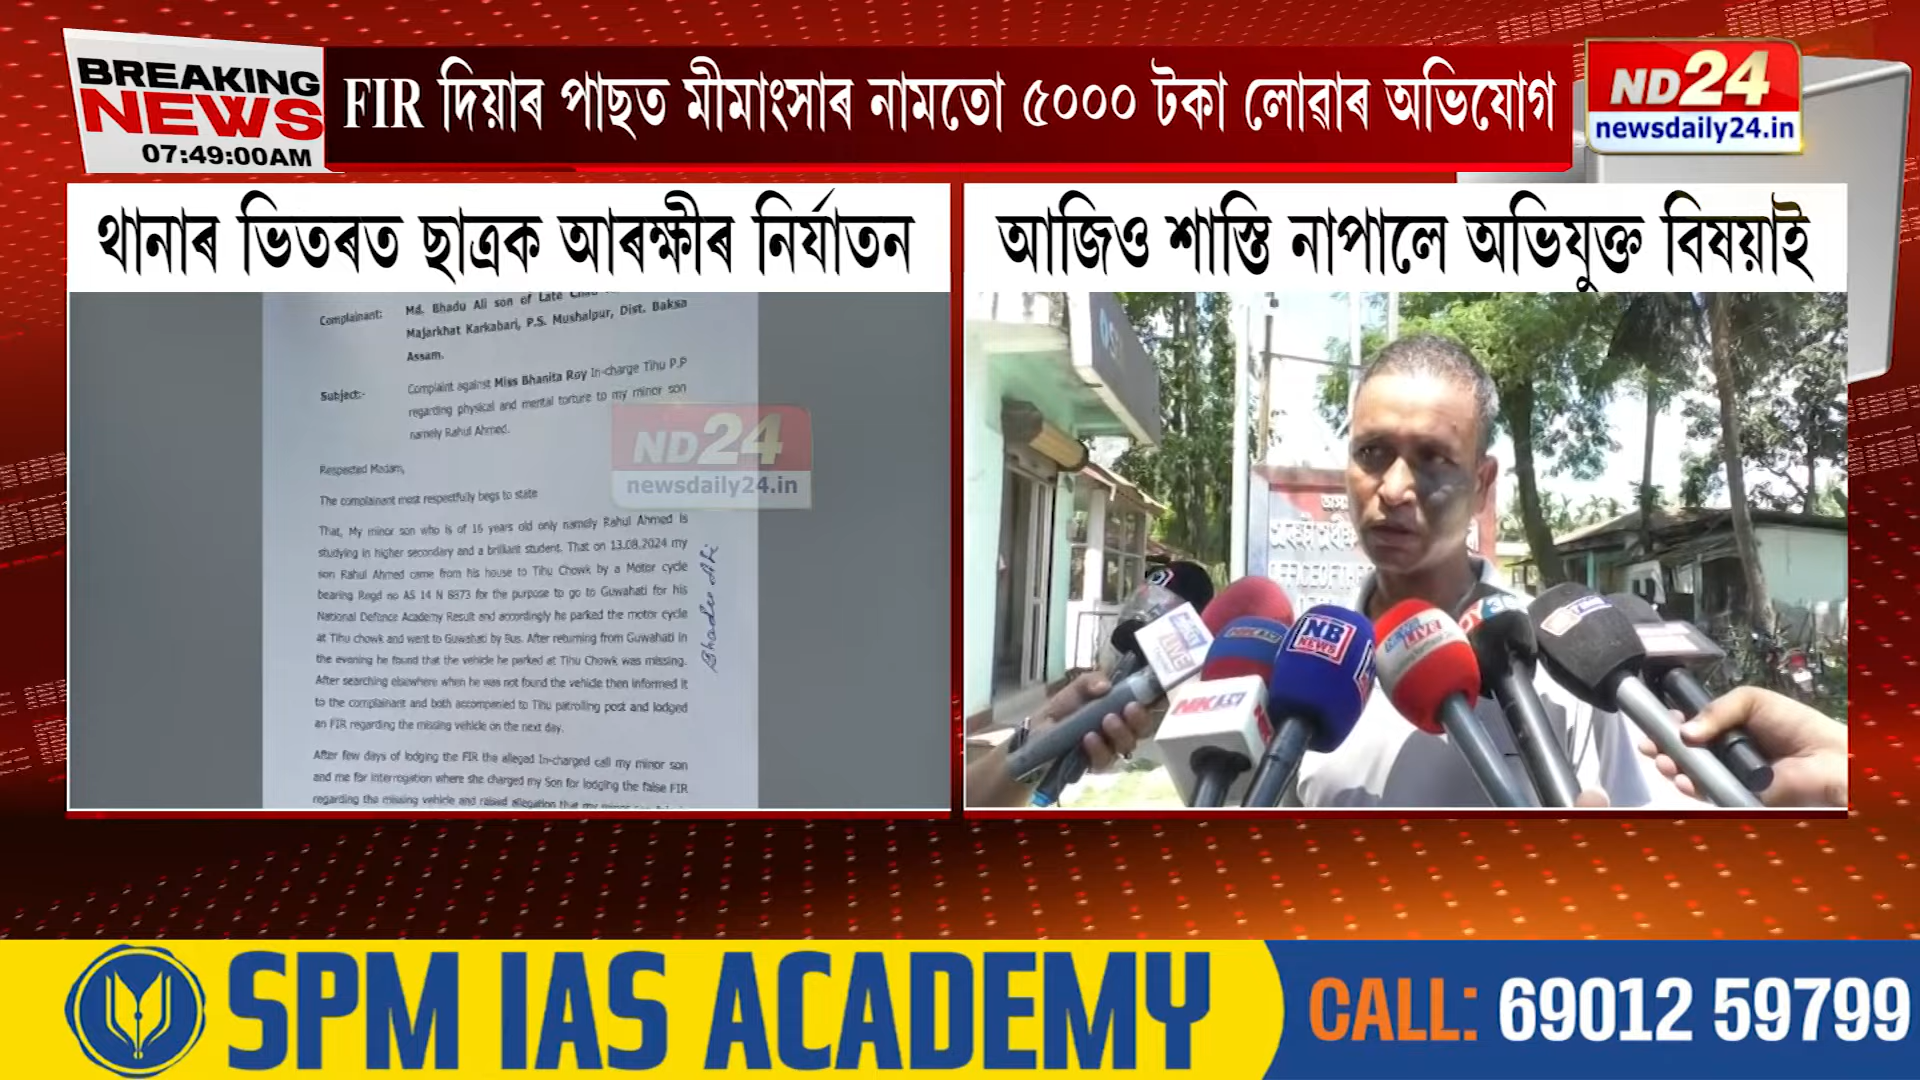 BREAKING
NEWS
07:49:00AM
FIR দিয়াৰ পাছত মীমাংসাৰ নামতো ৫০০০ টকা লোৱাৰ অভিযোগ
ND24
newsdaily24.in
থানাৰ ভিতৰত ছাত্ৰক আৰক্ষীৰ নিৰ্যাতন
আজিও শাস্তি নাপালে অভিযুক্ত বিষয়াই
Complainant: Md. Bhadu Ali son of Late
Majarkhat Karkabari, P.S. Mushalpur, Dist. Baksa
Assam.
Subject:- Complaint against Miss Bhanita Roy In-charge Tihu P.P
regarding physical and mental torture to my minor son
namely Rahul Ahmed.
ND24
newsdaily24.in
Respected Madam,
The complainant most respectfully begs to state
That, My minor son who is of 16 years old only namely Rahul Ahmed is
studying in higher secondary and a brilliant student. That on 13.08.2024 my
son Rahul Ahmed came from his house to Tihu Chowk by a Motor cycle
bearing Regd no AS 14 N 8873 for the purpose to go to Guwahati for his
National Defence Academy Result and accordingly he parked the motor cycle
at Tihu chowk and went to Guwahati by Bus. After returning from Guwahati in
the evening he found that the vehicle he parked at Tihu Chowk was missing.
After searching elsewhere when he was not found the vehicle then informed it
to the complainant and both accompanied to Tihu patrolling post and lodged
an FIR regarding the missing vehicle on the next day.
After few days of lodging the FIR the alleged In-charged call my minor son
and me for interrogation where she charged my Son for lodging the false FIR
regarding the missing vehicle and raised allegation that my minor son
Bhadu Ali
NB
NEWS
LIVE
SPM IAS ACADEMY
CALL: 69012 59799